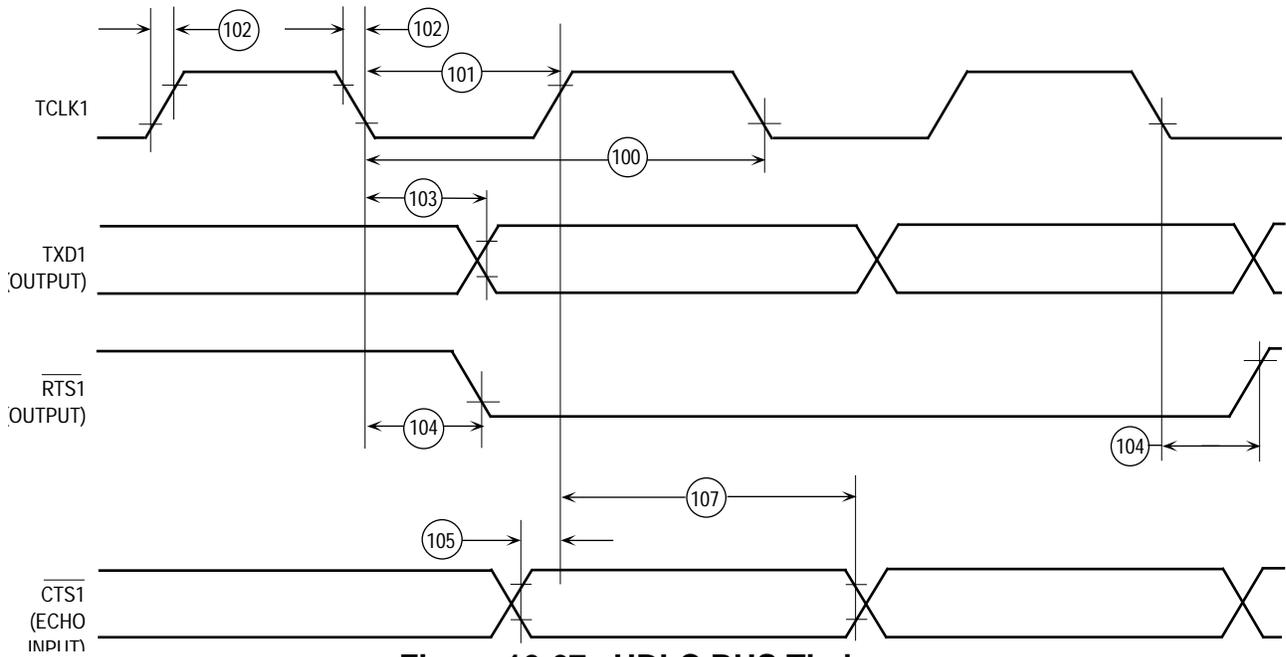 102
102
101
TCLK1
100
103
TXD1
(OUTPUT)
RTS1
(OUTPUT)
104
104
107
105
CTS1
(ECHO
INPUT)